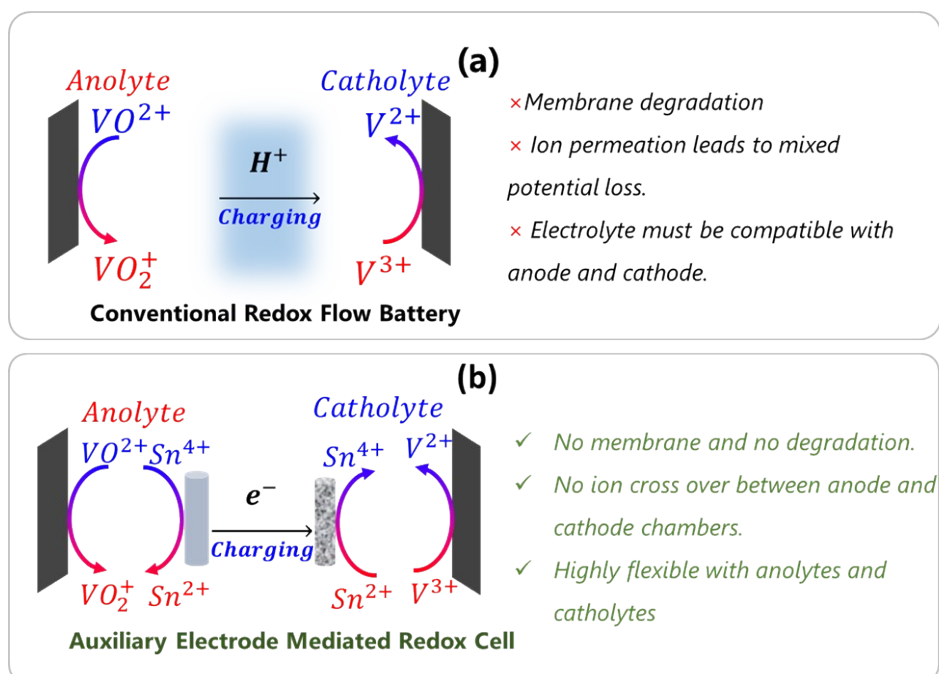 (a)
Anolyte
Catholyte
VO²⁺
V²⁺
H⁺
Charging
VO₂⁺
V³⁺
Conventional Redox Flow Battery
×Membrane degradation
× Ion permeation leads to mixed
potential loss.
× Electrolyte must be compatible with
anode and cathode.
(b)
Anolyte
Catholyte
VO²⁺ Sn⁴⁺
Sn⁴⁺ V²⁺
e⁻
Charging
VO₂⁺ Sn²⁺
Sn²⁺ V³⁺
Auxiliary Electrode Mediated Redox Cell
✓ No membrane and no degradation.
✓ No ion cross over between anode and
cathode chambers.
✓ Highly flexible with anolytes and
catholytes